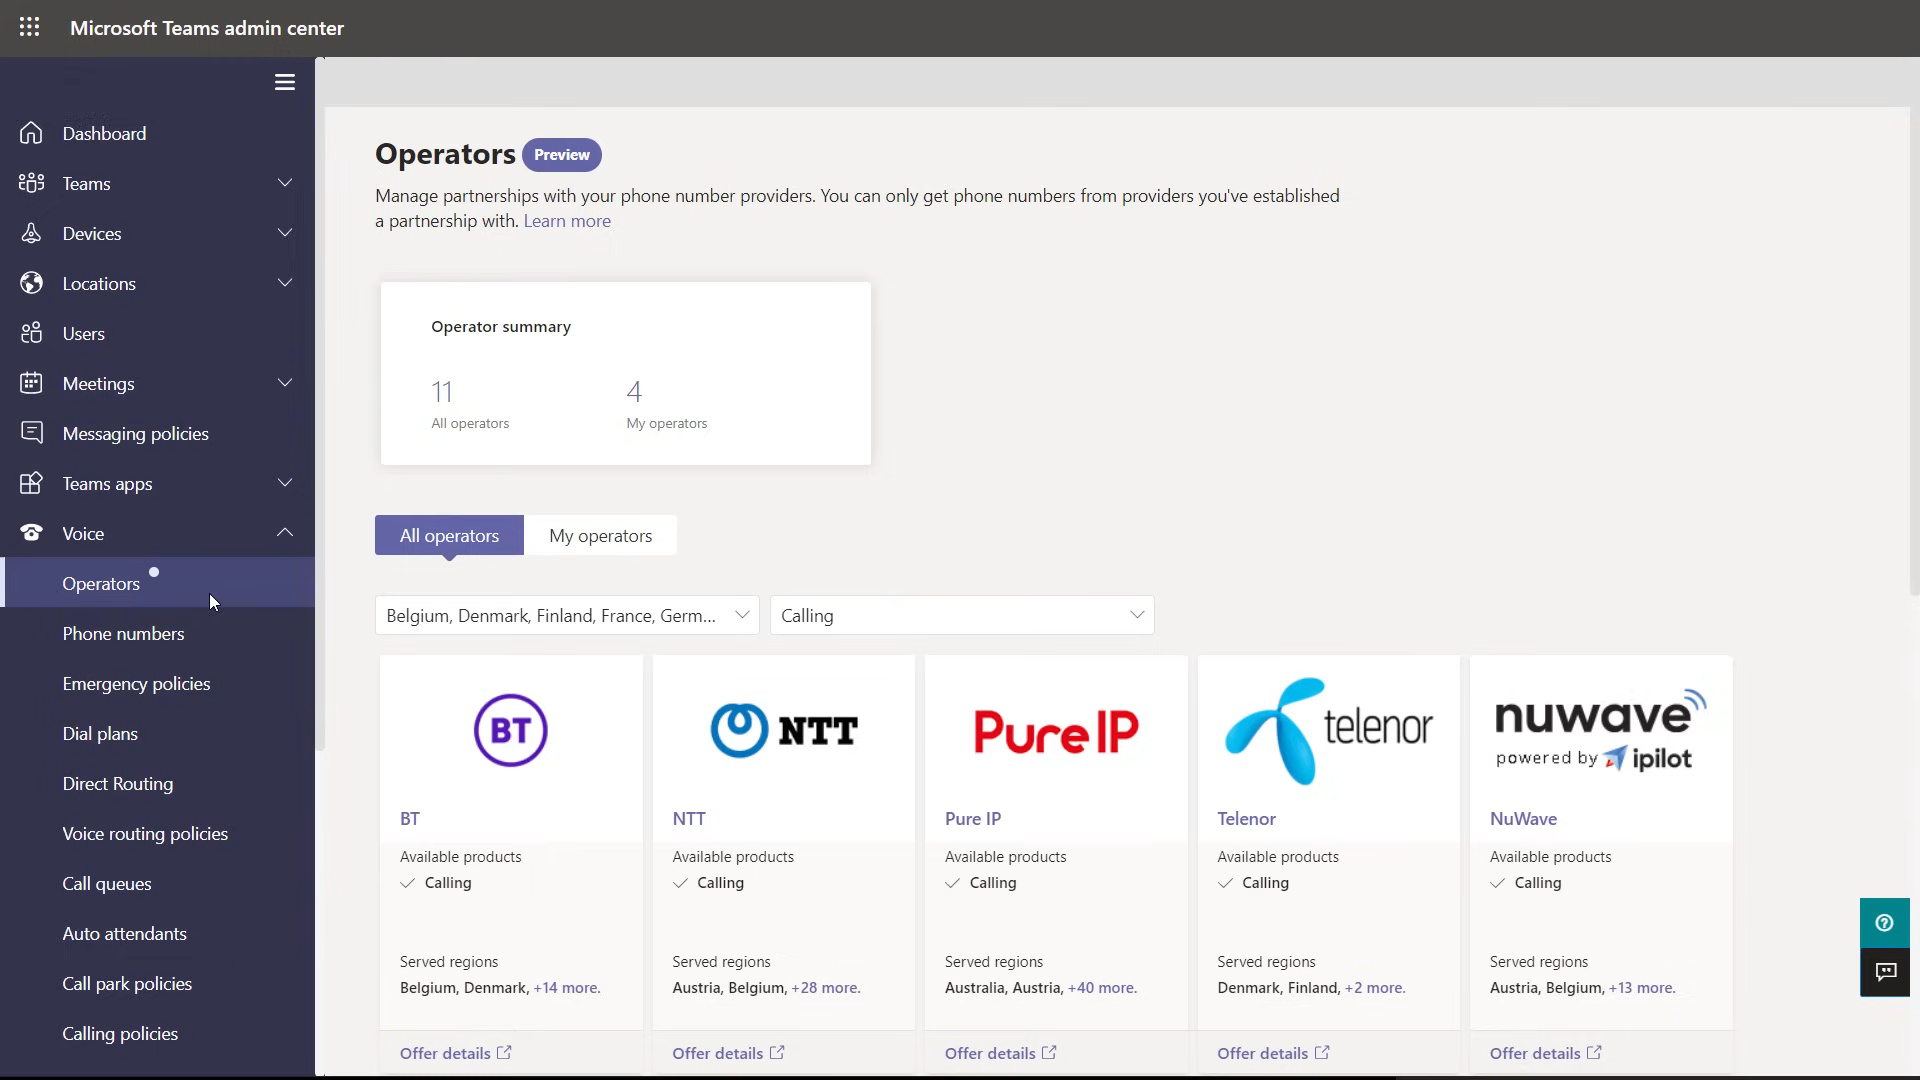 Microsoft Teams admin center
Dashboard
Teams
Devices
Locations
Users
Meetings
Messaging policies
Teams apps
Voice
Operators
Phone numbers
Emergency policies
Dial plans
Direct Routing
Voice routing policies
Call queues
Auto attendants
Call park policies
Calling policies
Operators Preview
Manage partnerships with your phone number providers. You can only get phone numbers from providers you've established
a partnership with. Learn more
Operator summary
11 4
All operators My operators
All operators My operators
Belgium, Denmark, Finland, France, Germ... Calling
BT
BT
Available products
Calling
Served regions
Belgium, Denmark, +14 more.
Offer details
NTT
NTT
Available products
Calling
Served regions
Austria, Belgium, +28 more.
Offer details
Pure IP
Pure IP
Available products
Calling
Served regions
Australia, Austria, +40 more.
Offer details
telenor
Telenor
Available products
Calling
Served regions
Denmark, Finland, +2 more.
Offer details
nuwave
powered by ipilot
NuWave
Available products
Calling
Served regions
Austria, Belgium, +13 more.
Offer details